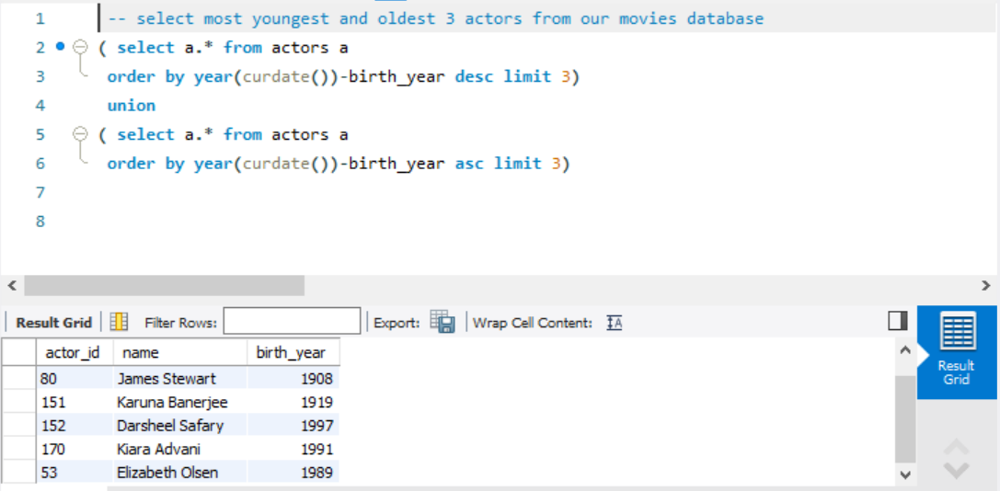 1 -- select most youngest and oldest 3 actors from our movies database
2 ( select a.* from actors a
3 order by year(curdate())-birth_year desc limit 3)
4 union
5 ( select a.* from actors a
6 order by year(curdate())-birth_year asc limit 3)
7
8
Result Grid Filter Rows: Export: Wrap Cell Content: IA
actor_id name birth_year
80 James Stewart 1908
151 Karuna Banerjee 1919
152 Darsheel Safary 1997
170 Kiara Advani 1991
53 Elizabeth Olsen 1989
Result
Grid